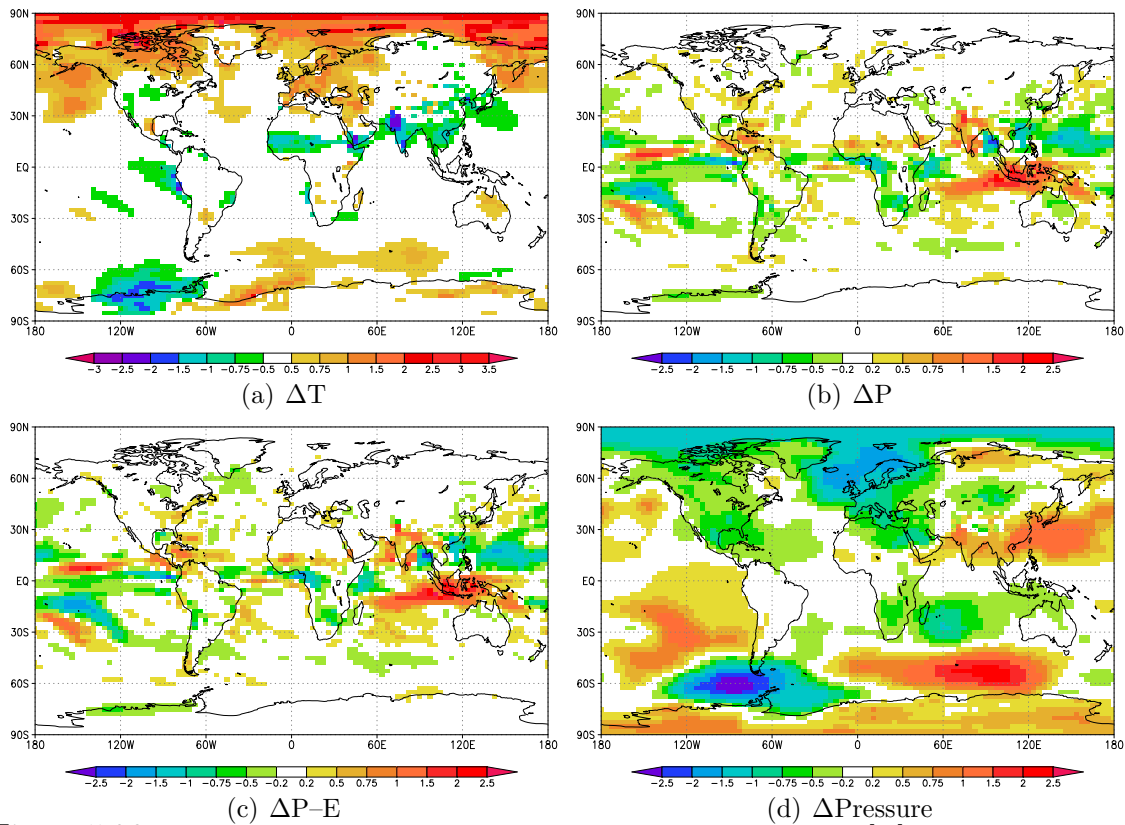 90N
60N
30N
EQ
30S
60S
90S
180 120W 60W 0 60E 120E 180
-3 -2.5 -2 -1.5 -1 -0.75 -0.5 0.5 0.75 1 1.5 2 2.5 3 3.5
(a) ΔT
90N
60N
30N
EQ
30S
60S
90S
180 120W 60W 0 60E 120E 180
-2.5 -2 -1.5 -1 -0.75 -0.5 -0.2 0.2 0.5 0.75 1 1.5 2 2.5
(b) ΔP
90N
60N
30N
EQ
30S
60S
90S
180 120W 60W 0 60E 120E 180
-2.5 -2 -1.5 -1 -0.75 -0.5 -0.2 0.2 0.5 0.75 1 1.5 2 2.5
(c) ΔP–E
90N
60N
30N
EQ
30S
60S
90S
180 120W 60W 0 60E 120E 180
-2.5 -2 -1.5 -1 -0.75 -0.5 -0.2 0.2 0.5 0.75 1 1.5 2 2.5
(d) ΔPressure